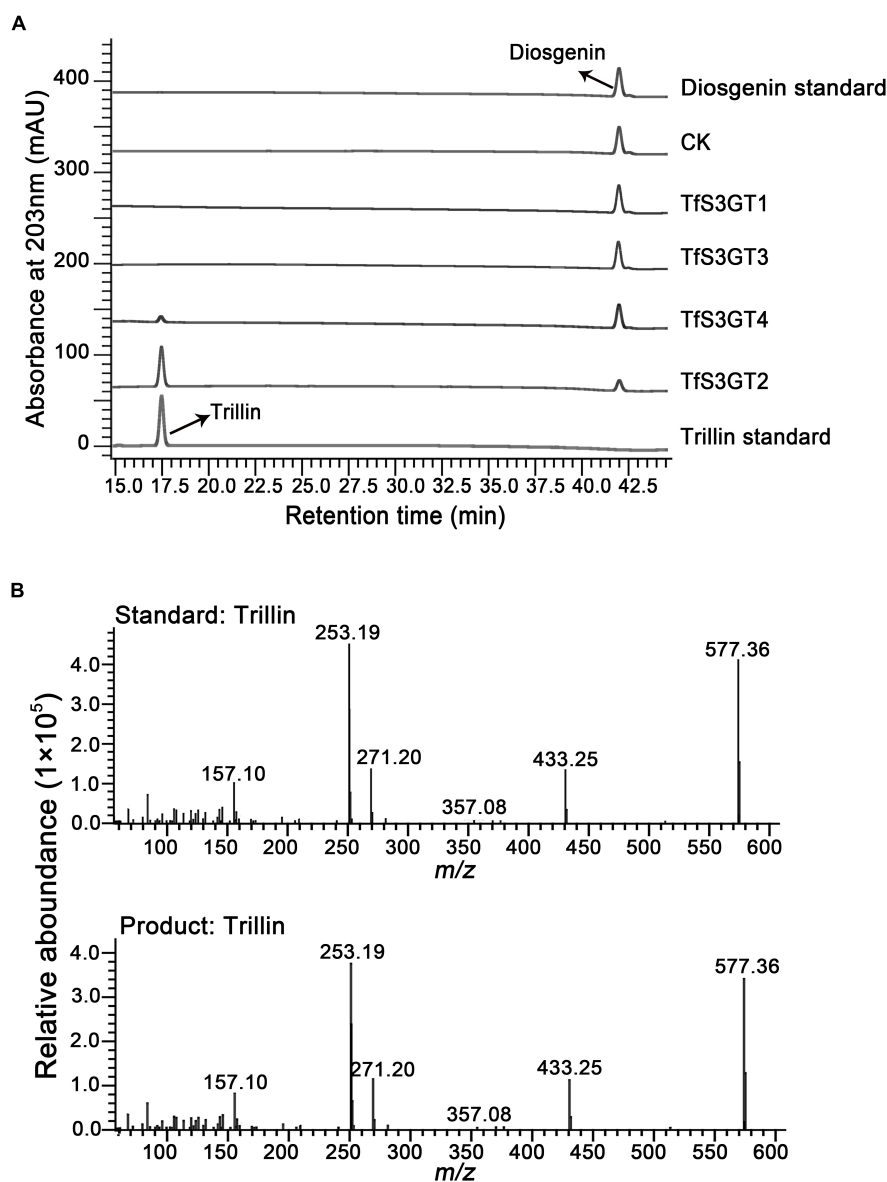 A
Diosgenin
400
Diosgenin standard
CK
300
TfS3GT1
TfS3GT3
200
TfS3GT4
100
TfS3GT2
Trillin
0
Trillin standard
Absorbance at 203nm (mAU)
15.0 17.5 20.0 22.5 25.0 27.5 30.0 32.5 35.0 37.5 40.0 42.5
Retention time (min)
B
Standard: Trillin
253.19
577.36
4.0
3.0
2.0
271.20
433.25
157.10
1.0
357.08
0.0
100 150 200 250 300 350 400 450 500 550 600
m/z
Relative aboundance (1×10⁵)
Product: Trillin
253.19
577.36
4.0
3.0
2.0
271.20
433.25
157.10
1.0
357.08
0.0
100 150 200 250 300 350 400 450 500 550 600
m/z